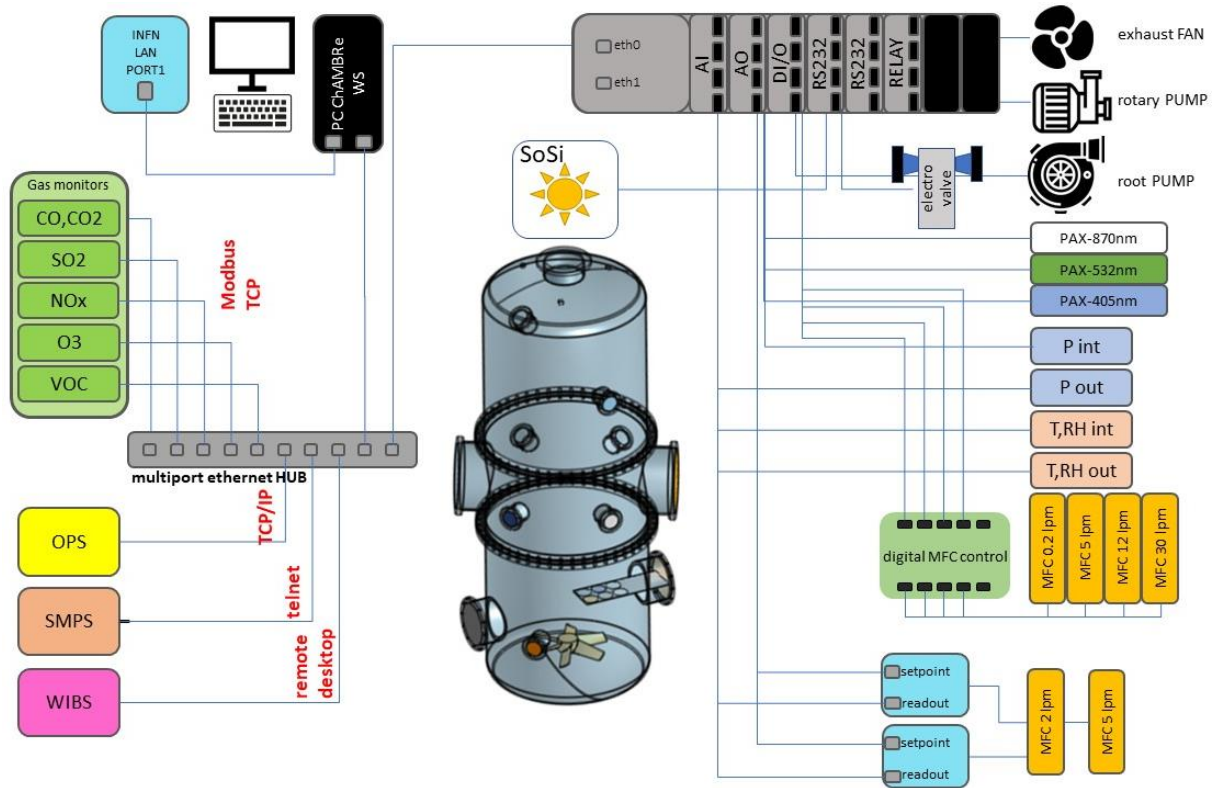 INFN
LAN
PORT1
PC ChAMBRe
WS
eth0
eth1
AI
AO
DI/O
RS232
RS232
RELAY
exhaust FAN
rotary PUMP
root PUMP
electro
valve
SoSi
Gas monitors
CO,CO2
SO2
NOx
O3
VOC
Modbus
TCP
multiport ethernet HUB
TCP/IP
telnet
remote
desktop
OPS
SMPS
WIBS
PAX-870nm
PAX-532nm
PAX-405nm
P int
P out
T,RH int
T,RH out
digital MFC control
MFC 0.2 lpm
MFC 5 lpm
MFC 12 lpm
MFC 30 lpm
setpoint
readout
setpoint
readout
MFC 2 lpm
MFC 5 lpm